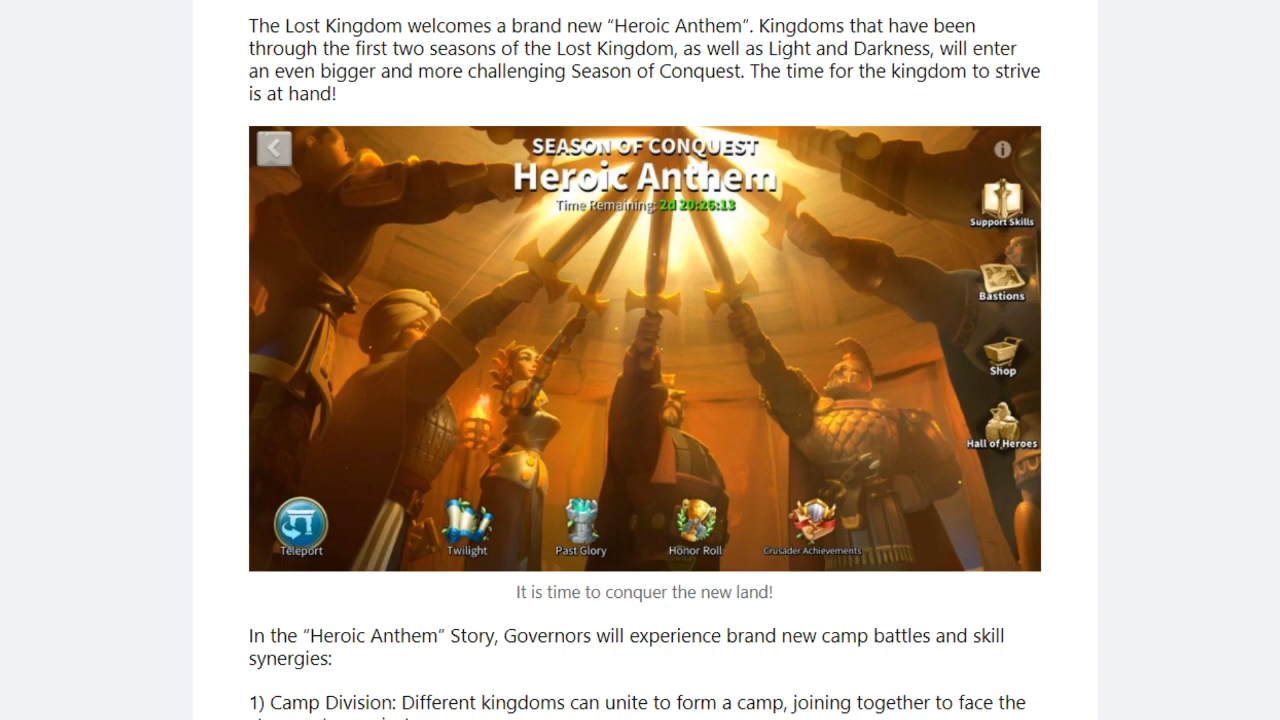 The Lost Kingdom welcomes a brand new “Heroic Anthem”. Kingdoms that have been
through the first two seasons of the Lost Kingdom, as well as Light and Darkness, will enter
an even bigger and more challenging Season of Conquest. The time for the kingdom to strive
is at hand!
SEASON OF CONQUEST
Heroic Anthem
Time Remaining: 2d 20:26:13
Support Skills
Bastions
Shop
Hall of Heroes
Teleport
Twilight
Past Glory
Honor Roll
Crusader Achievements
It is time to conquer the new land!
In the “Heroic Anthem” Story, Governors will experience brand new camp battles and skill
synergies:
1) Camp Division: Different kingdoms can unite to form a camp, joining together to face the